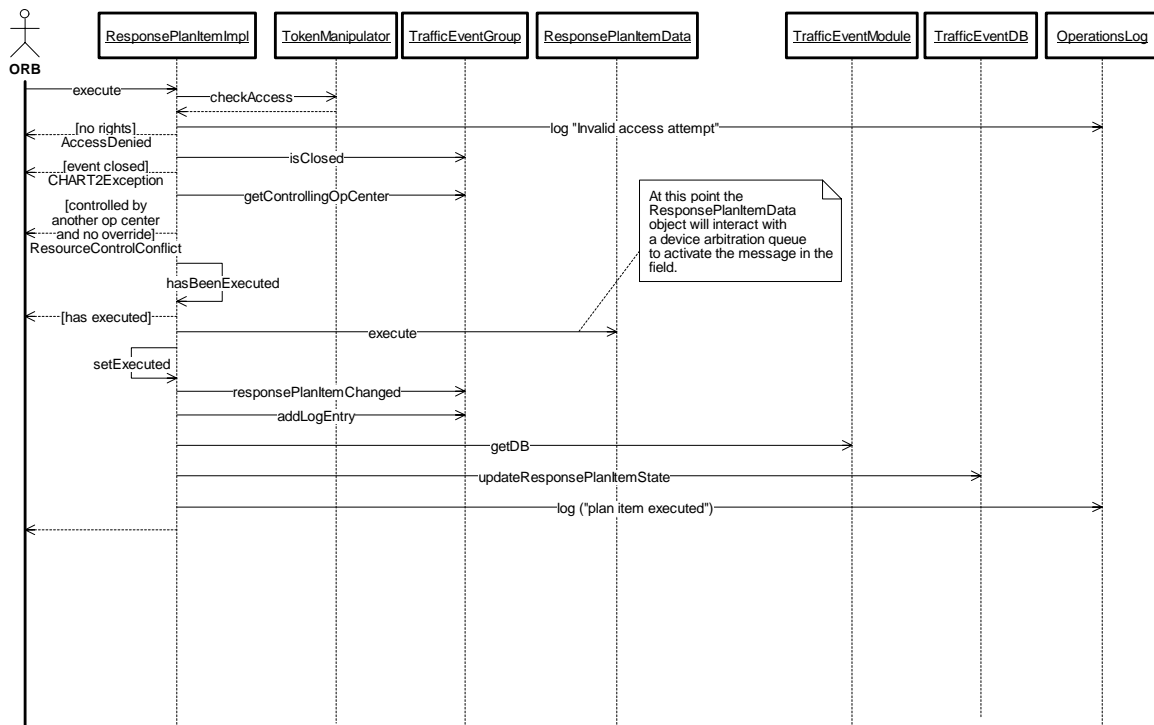 ResponsePlanItemImpl
TokenManipulator
TrafficEventGroup
ResponsePlanItemData
TrafficEventModule
TrafficEventDB
OperationsLog
ORB
execute
checkAccess
[no rights]
AccessDenied
log "Invalid access attempt"
isClosed
[event closed]
CHART2Exception
getControllingOpCenter
At this point the
ResponsePlanItemData
object will interact with
a device arbitration queue
to activate the message in the
field.
[controlled by
another op center
and no override]
ResourceControlConflict
hasBeenExecuted
[has executed]
execute
setExecuted
responsePlanItemChanged
addLogEntry
getDB
updateResponsePlanItemState
log ("plan item executed")